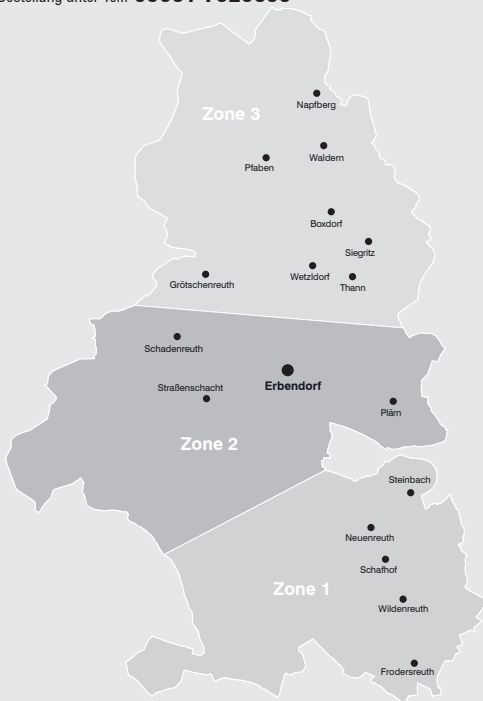 Napfberg
Zone 3
Waldern
Pfaben
Boxdorf
Siegritz
Wetzldorf
Thann
Grötschenreuth
Schadenreuth
Erbendorf
Straßenschacht
Plärn
Zone 2
Steinbach
Neuenreuth
Schafhof
Zone 1
Wildenreuth
Frodersreuth